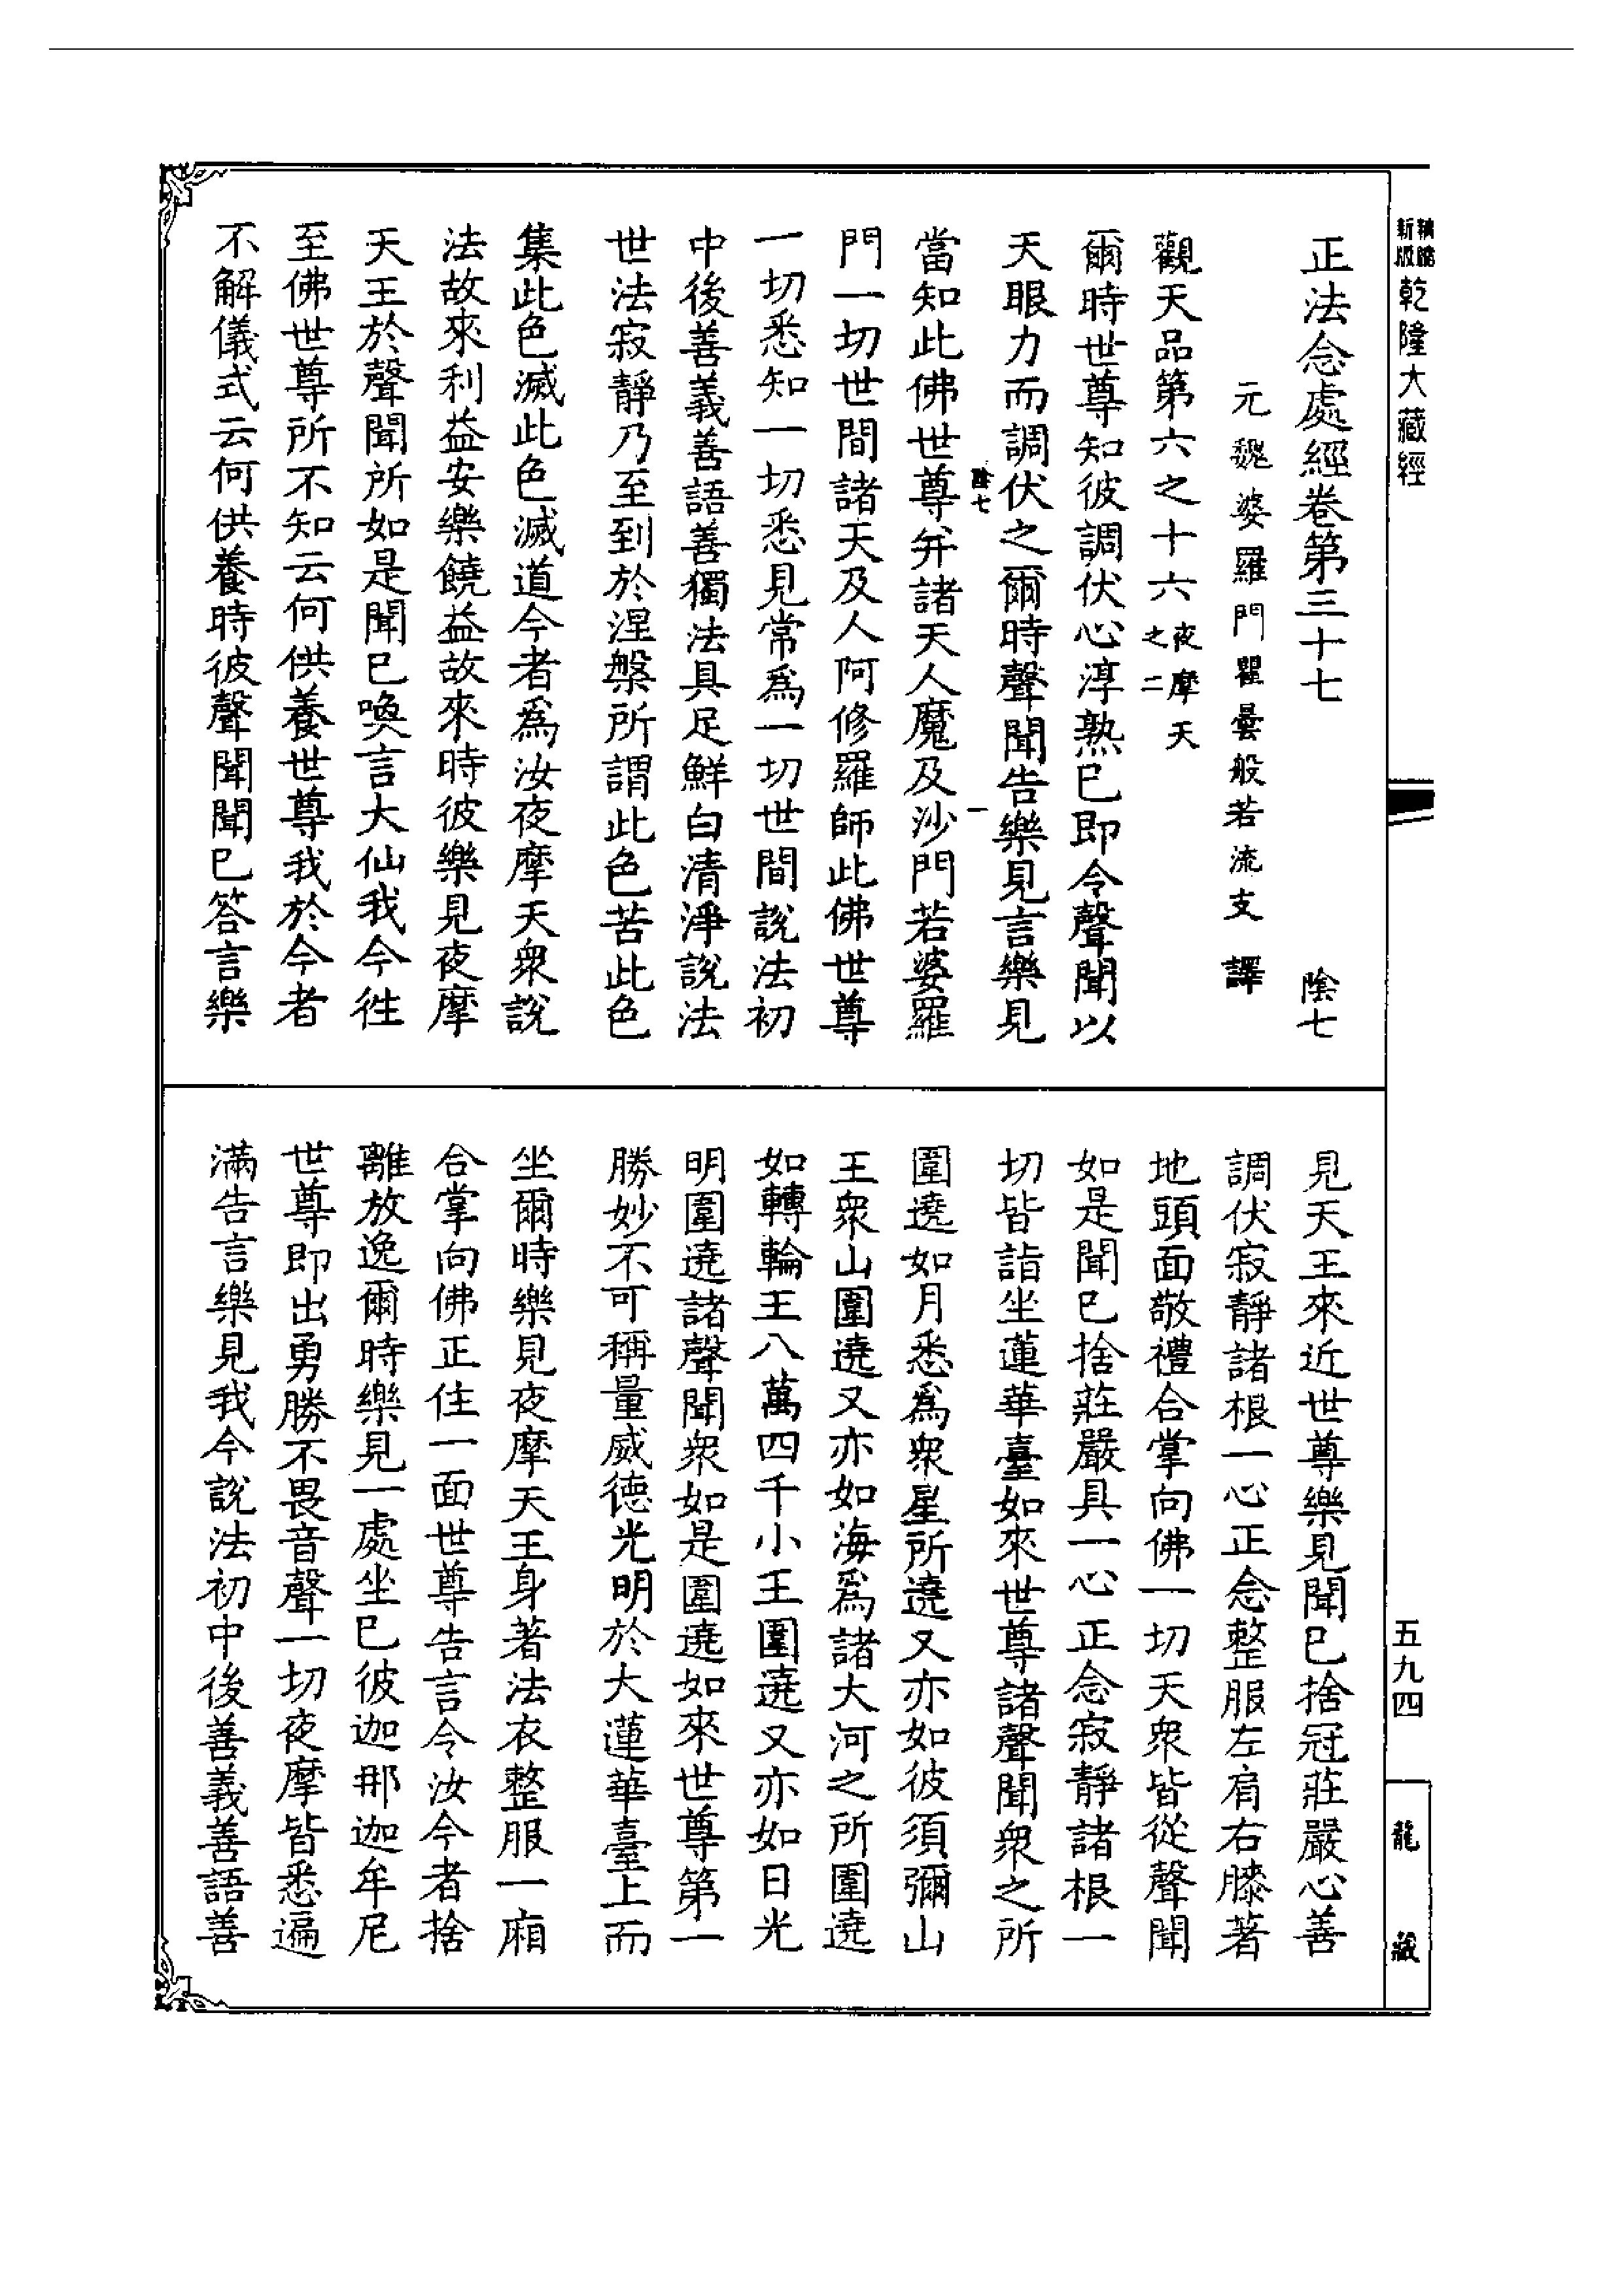 新版
乾隆大藏經
正法念處經卷第三十七　陰七
元魏婆羅門瞿曇般若流支　譯
觀天品第六之十六夜摩天之二
爾時世尊知彼調伏心淳熟已即令聲聞以
天眼力而調伏之爾時聲聞告樂見言樂見
陰七　一
當知此佛世尊并諸天人魔及沙門若婆羅
門一切世間諸天及人阿修羅師此佛世尊
一切悉知一切悉見常為一切世間說法初
中後善義善語善獨法具足鮮白清淨說法
世法寂靜乃至到於涅槃所謂此色苦此色
集此色滅此色滅道今者為汝夜摩天眾說
法故來利益安樂饒益故來時彼樂見夜摩
天王於聲聞所如是聞已喚言大仙我今往
至佛世尊所不知云何供養世尊我於今者
不解儀式云何供養時彼聲聞聞已答言樂
見天王來近世尊樂見聞已捨冠莊嚴心善
調伏寂靜諸根一心正念整服左肩右膝著
地頭面敬禮合掌向佛一切天眾皆從聲聞
如是聞已捨莊嚴具一心正念寂靜諸根一
切皆詣坐蓮華臺如來世尊諸聲聞眾之所
圍遶如月悉為眾星所遶又亦如彼須彌山
王眾山圍遶又亦如海為諸大河之所圍遶
如轉輪王八萬四千小王圍遶又亦如日光
明圍遶諸聲聞眾如是圍遶如來世尊第一
勝妙不可稱量威德光明於大蓮華臺上而
坐爾時樂見夜摩天王身著法衣整服一廂
合掌向佛正住一面世尊告言今汝今者捨
離放逸爾時樂見一處坐已彼迦那迦牟尼
世尊即出勇勝不畏音聲一切夜摩皆悉遍
滿告言樂見我今說法初中後善義善語善
五九四
龍藏